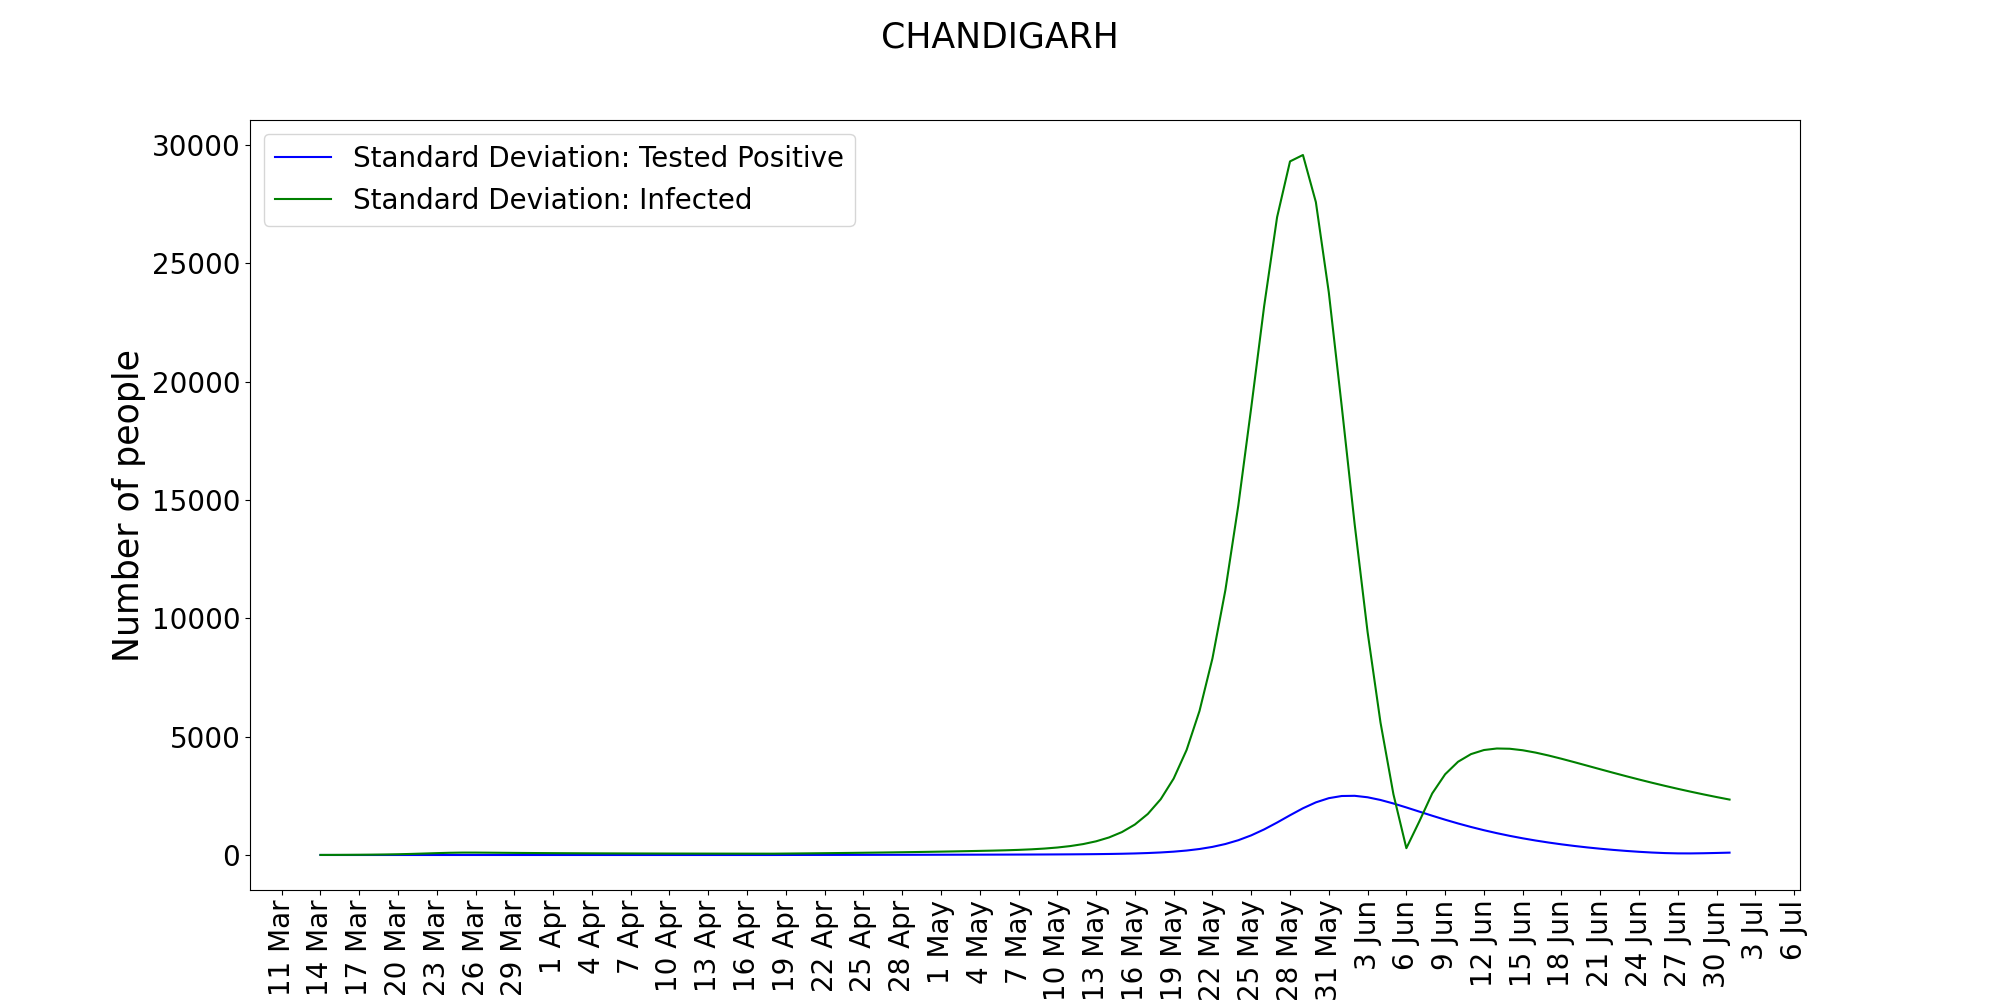 CHANDIGARH
Standard Deviation: Tested Positive
Standard Deviation: Infected
Number of people
30000
25000
20000
15000
10000
5000
0
11 Mar
14 Mar
17 Mar
20 Mar
23 Mar
26 Mar
29 Mar
1 Apr
4 Apr
7 Apr
10 Apr
13 Apr
16 Apr
19 Apr
22 Apr
25 Apr
28 Apr
1 May
4 May
7 May
10 May
13 May
16 May
19 May
22 May
25 May
28 May
31 May
3 Jun
6 Jun
9 Jun
12 Jun
15 Jun
18 Jun
21 Jun
24 Jun
27 Jun
30 Jun
3 Jul
6 Jul